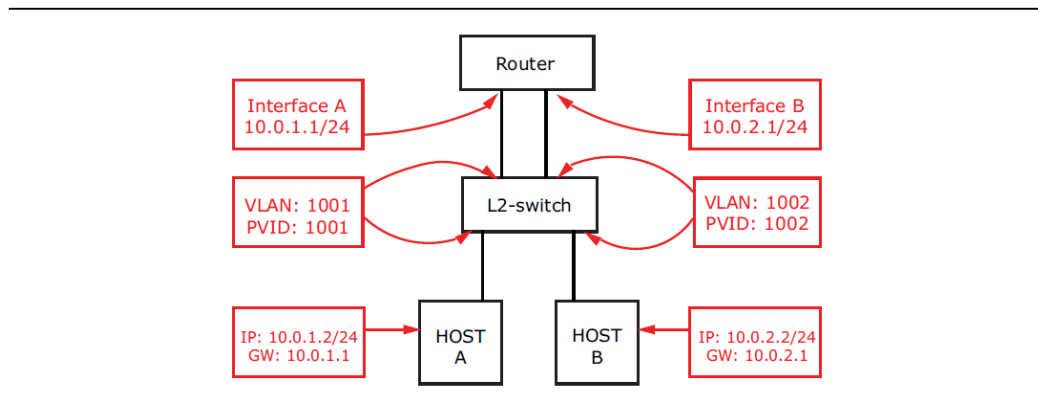 Router
Interface A
10.0.1.1/24
Interface B
10.0.2.1/24
VLAN: 1001
PVID: 1001
L2-switch
VLAN: 1002
PVID: 1002
IP: 10.0.1.2/24
GW: 10.0.1.1
HOST
A
HOST
B
IP: 10.0.2.2/24
GW: 10.0.2.1